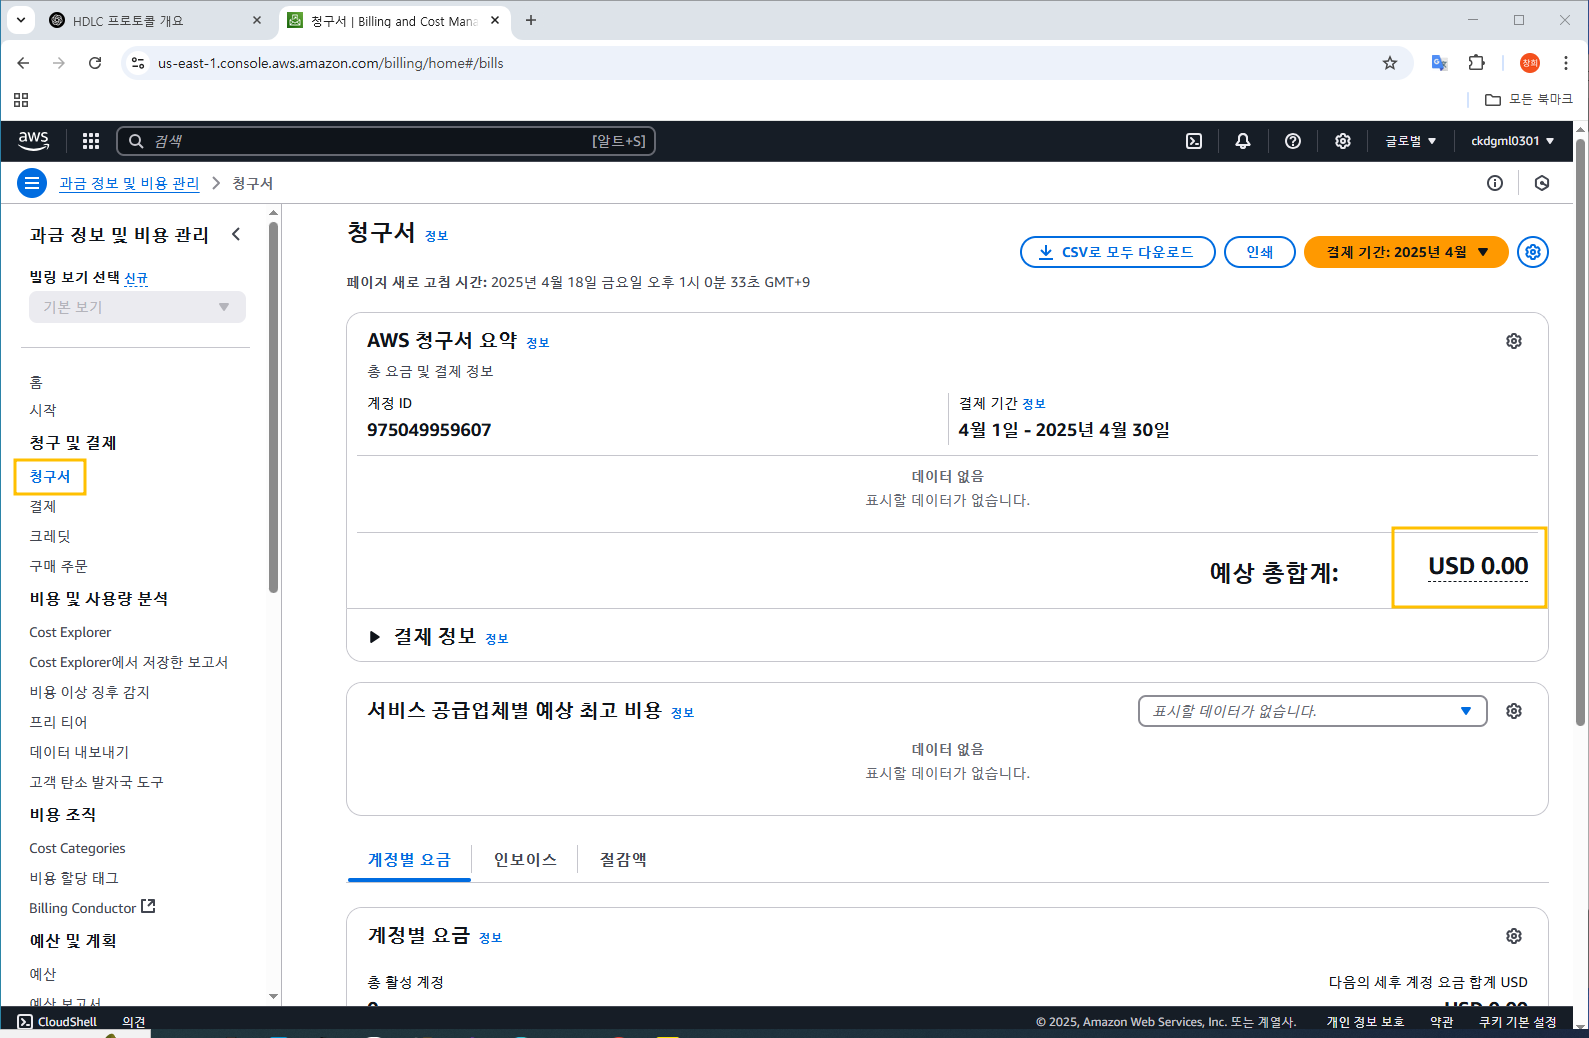 HDLC 프로토콜 개요
청구서 | Billing and Cost Mana
us-east-1.console.aws.amazon.com/billing/home#/bills
창희
모든 북마크
aws
검색
[알트+S]
글로벌
ckdgml0301
과금 정보 및 비용 관리
청구서
과금 정보 및 비용 관리
빌링 보기 선택 신규
기본 보기
홈
시작
청구 및 결제
청구서
결제
크레딧
구매 주문
비용 및 사용량 분석
Cost Explorer
Cost Explorer에서 저장한 보고서
비용 이상 징후 감지
프리 티어
데이터 내보내기
고객 탄소 발자국 도구
비용 조직
Cost Categories
비용 할당 태그
Billing Conductor
예산 및 계획
예산
예산 보고서
청구서 정보
CSV로 모두 다운로드
인쇄
결제 기간: 2025년 4월
페이지 새로 고침 시간: 2025년 4월 18일 금요일 오후 1시 0분 33초 GMT+9
AWS 청구서 요약 정보
총 요금 및 결제 정보
계정 ID
975049959607
결제 기간 정보
4월 1일 - 2025년 4월 30일
데이터 없음
표시할 데이터가 없습니다.
예상 총합계:
USD 0.00
결제 정보 정보
서비스 공급업체별 예상 최고 비용 정보
표시할 데이터가 없습니다.
데이터 없음
표시할 데이터가 없습니다.
계정별 요금
인보이스
절감액
계정별 요금 정보
총 활성 계정
다음의 세후 계정 요금 합계 USD
USD 0.00
CloudShell
의견
© 2025, Amazon Web Services, Inc. 또는 계열사.
개인 정보 보호
약관
쿠키 기본 설정